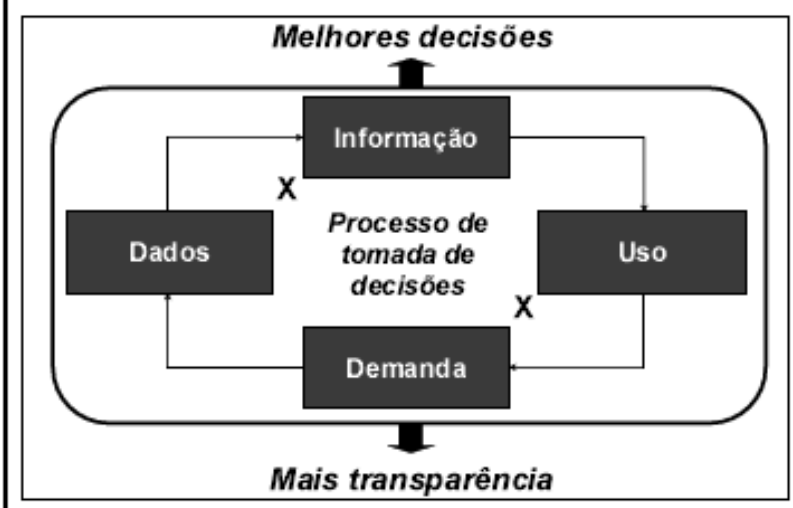 Melhores decisões
Informação
X
Dados
Processo de
tomada de
decisões
Uso
X
Demanda
Mais transparência